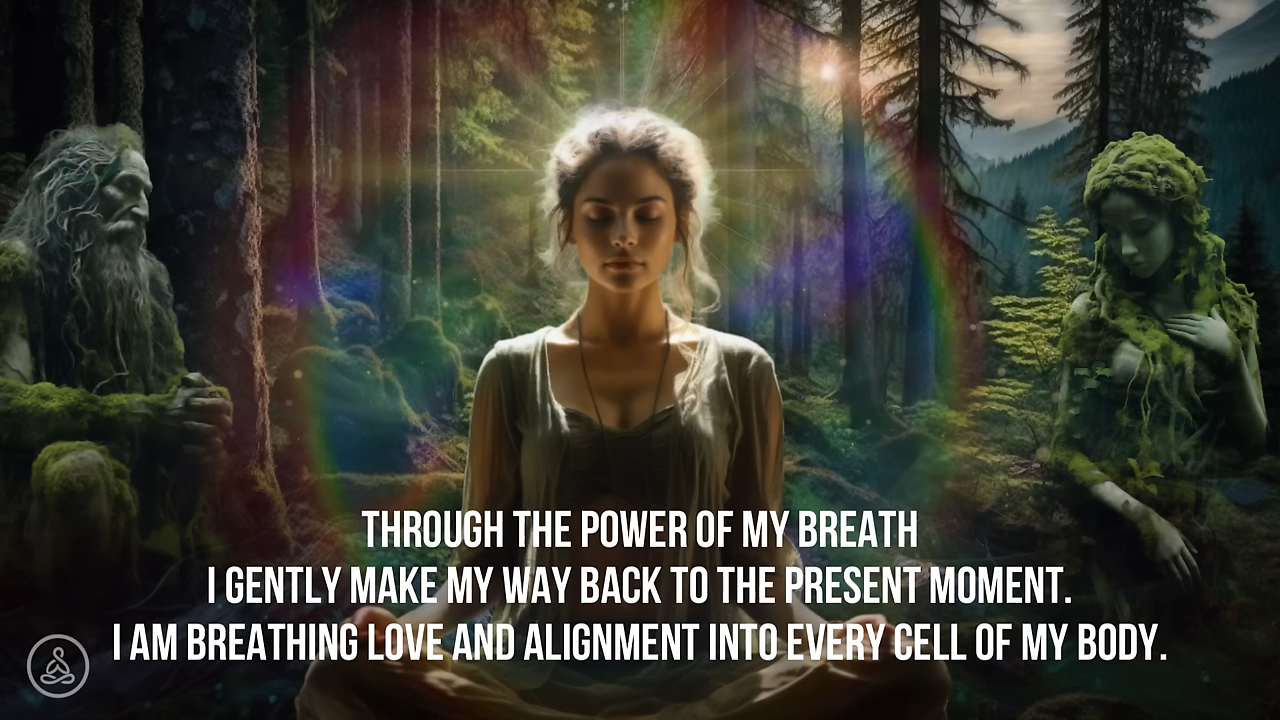 THROUGH THE POWER OF MY BREATH
I GENTLY MAKE MY WAY BACK TO THE PRESENT MOMENT.
I AM BREATHING LOVE AND ALIGNMENT INTO EVERY CELL OF MY BODY.